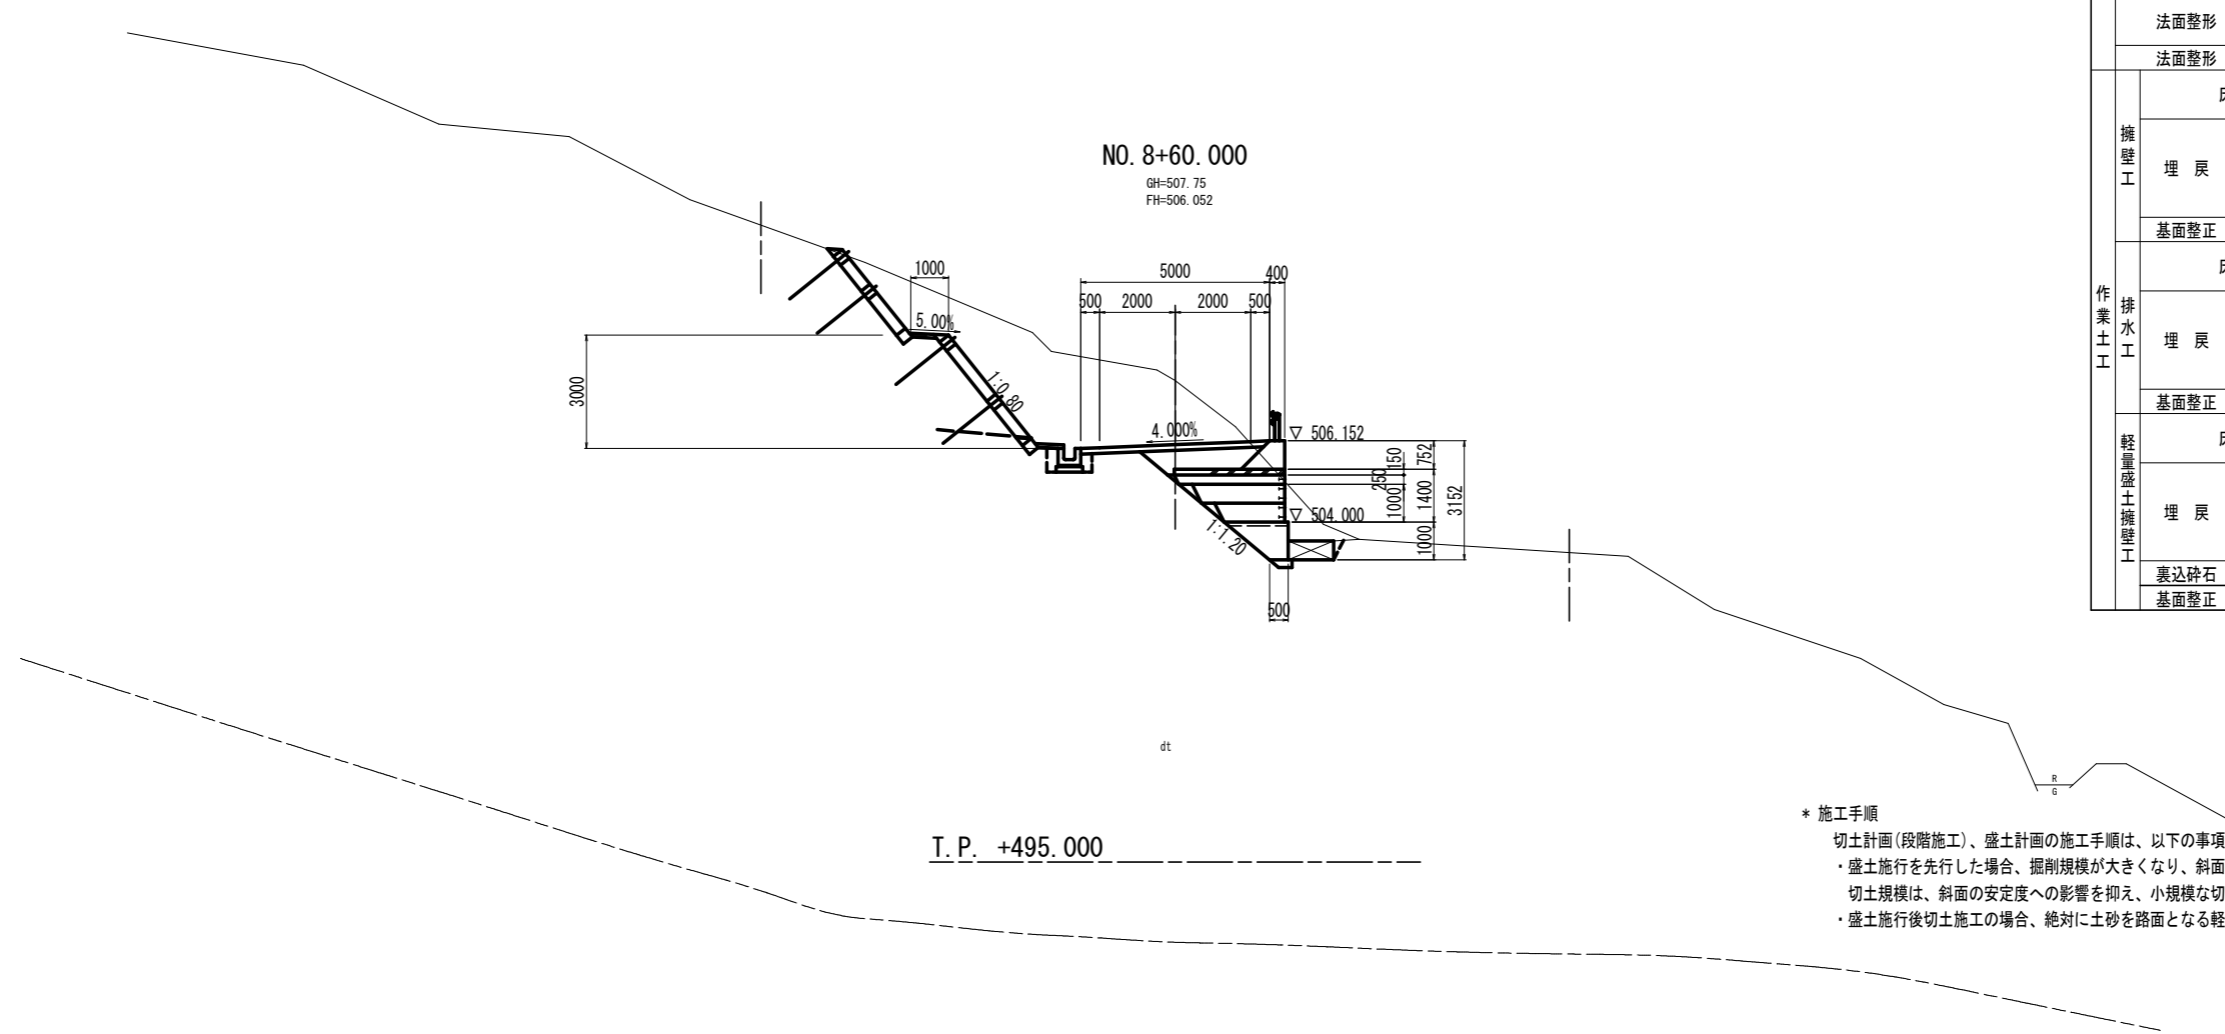 NO. 8+60.000
GH=507.75
FH=506.052
1000
5000
400
500
2000
2000
500
5.00%
3000
1:0.80
4.000%
▽ 506.152
150
752
250
1000
1400
3152
▽ 504.000
1:1.20
1000
500
dt
T.P. +495.000
R
G
法面整形
法面整形
作業土工
擁壁工
埋 戻
基面整正
排水工
埋 戻
基面整正
軽量盛土擁壁工
埋 戻
裏込砕石
基面整正
* 施工手順
切土計画(段階施工)、盛土計画の施工手順は、以下の事項
・盛土施行を先行した場合、掘削規模が大きくなり、斜面
切土規模は、斜面の安定度への影響を抑え、小規模な切
・盛土施行後切土施工の場合、絶対に土砂を路面となる軽